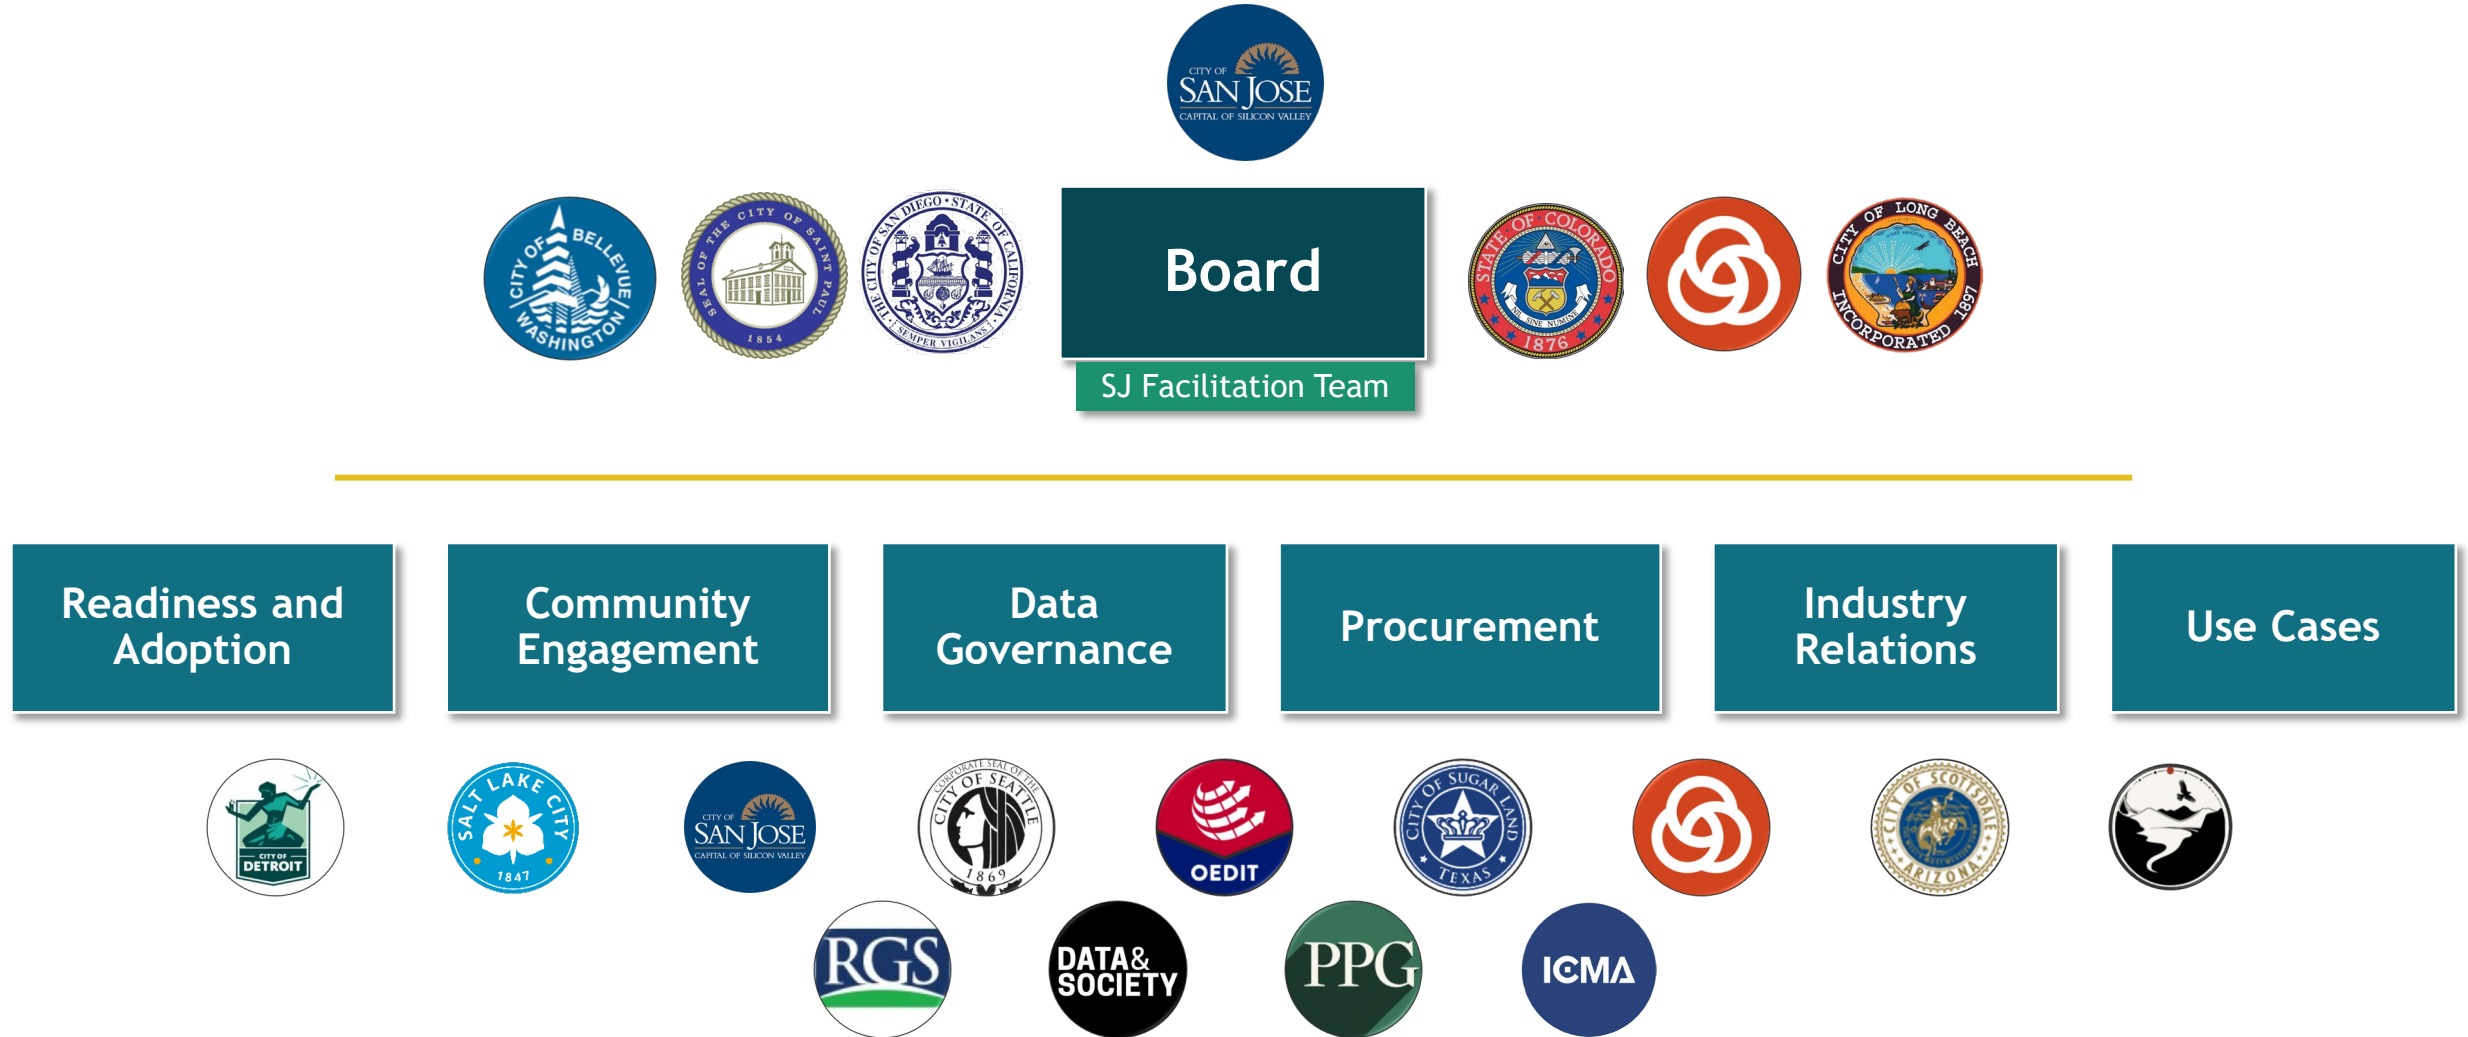 CITY OF
SAN JOSE
CAPITAL OF SILICON VALLEY
CITY OF BELLEVUE
WASHINGTON
SEAL OF THE CITY OF SAINT PAUL
1854
THE CITY OF SAN DIEGO • STATE OF CALIFORNIA
SEMPER VIGILANS
Board
STATE OF COLORADO
NIL SINE NUMINE
1876
CITY OF LONG BEACH
INCORPORATED 1897
SJ Facilitation Team
Readiness and
Adoption
Community
Engagement
Data
Governance
Procurement
Industry
Relations
Use Cases
CITY OF
DETROIT
SALT LAKE CITY
1847
CITY OF
SAN JOSE
CAPITAL OF SILICON VALLEY
CORPORATE SEAL OF THE
CITY OF SEATTLE
1869
OEDIT
CITY OF SUGAR LAND
TEXAS
CITY OF SCOTTSDALE
ARIZONA
RGS
DATA&
SOCIETY
PPG
ICMA